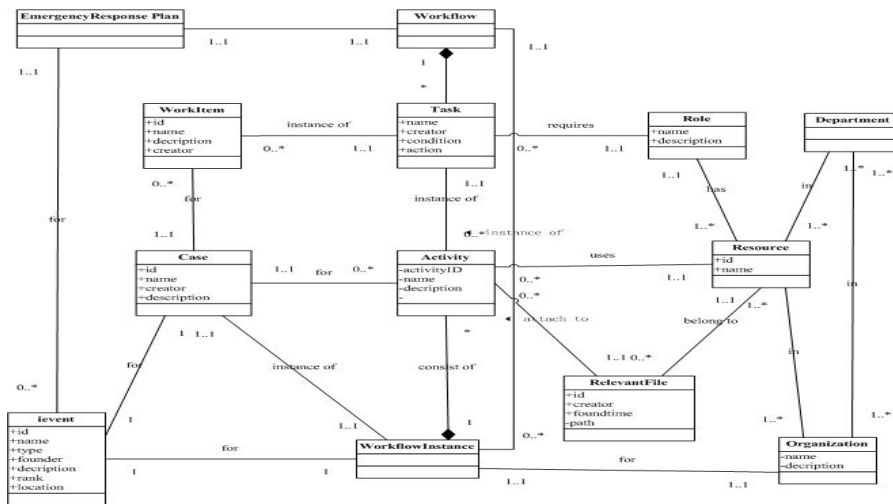 EmergencyResponse Plan
Workflow
1..1
1..1
1..1
1..1
1
*
WorkItem
+id
+name
+decription
+creator
instance of
0..*
1..1
Task
+name
+creator
+condition
+action
requires
0..*
1..1
Role
+name
+description
Department
0..*
1..1
1..1
1..*
1..*
for
for
instance of
has
in
instance of
0..*
1..1
1..*
1..*
Case
+id
+name
+creator
+description
1..1
for
0..*
Activity
-activityID
-name
-decription
-
uses
0..*
1..1
Resource
+id
+name
in
0..*
1..1
1..*
attach to
belong to
1
1..1
*
for
instance of
consist of
1..1
0..*
in
RelevantFile
+id
+creator
+foundtime
-path
0..*
1
1..1
1
0..*
1..*
1..*
ievent
+id
+name
+type
+founder
+decription
+rank
+location
for
1
1
WorkflowInstance
for
1..1
1..1
Organization
-name
-decription